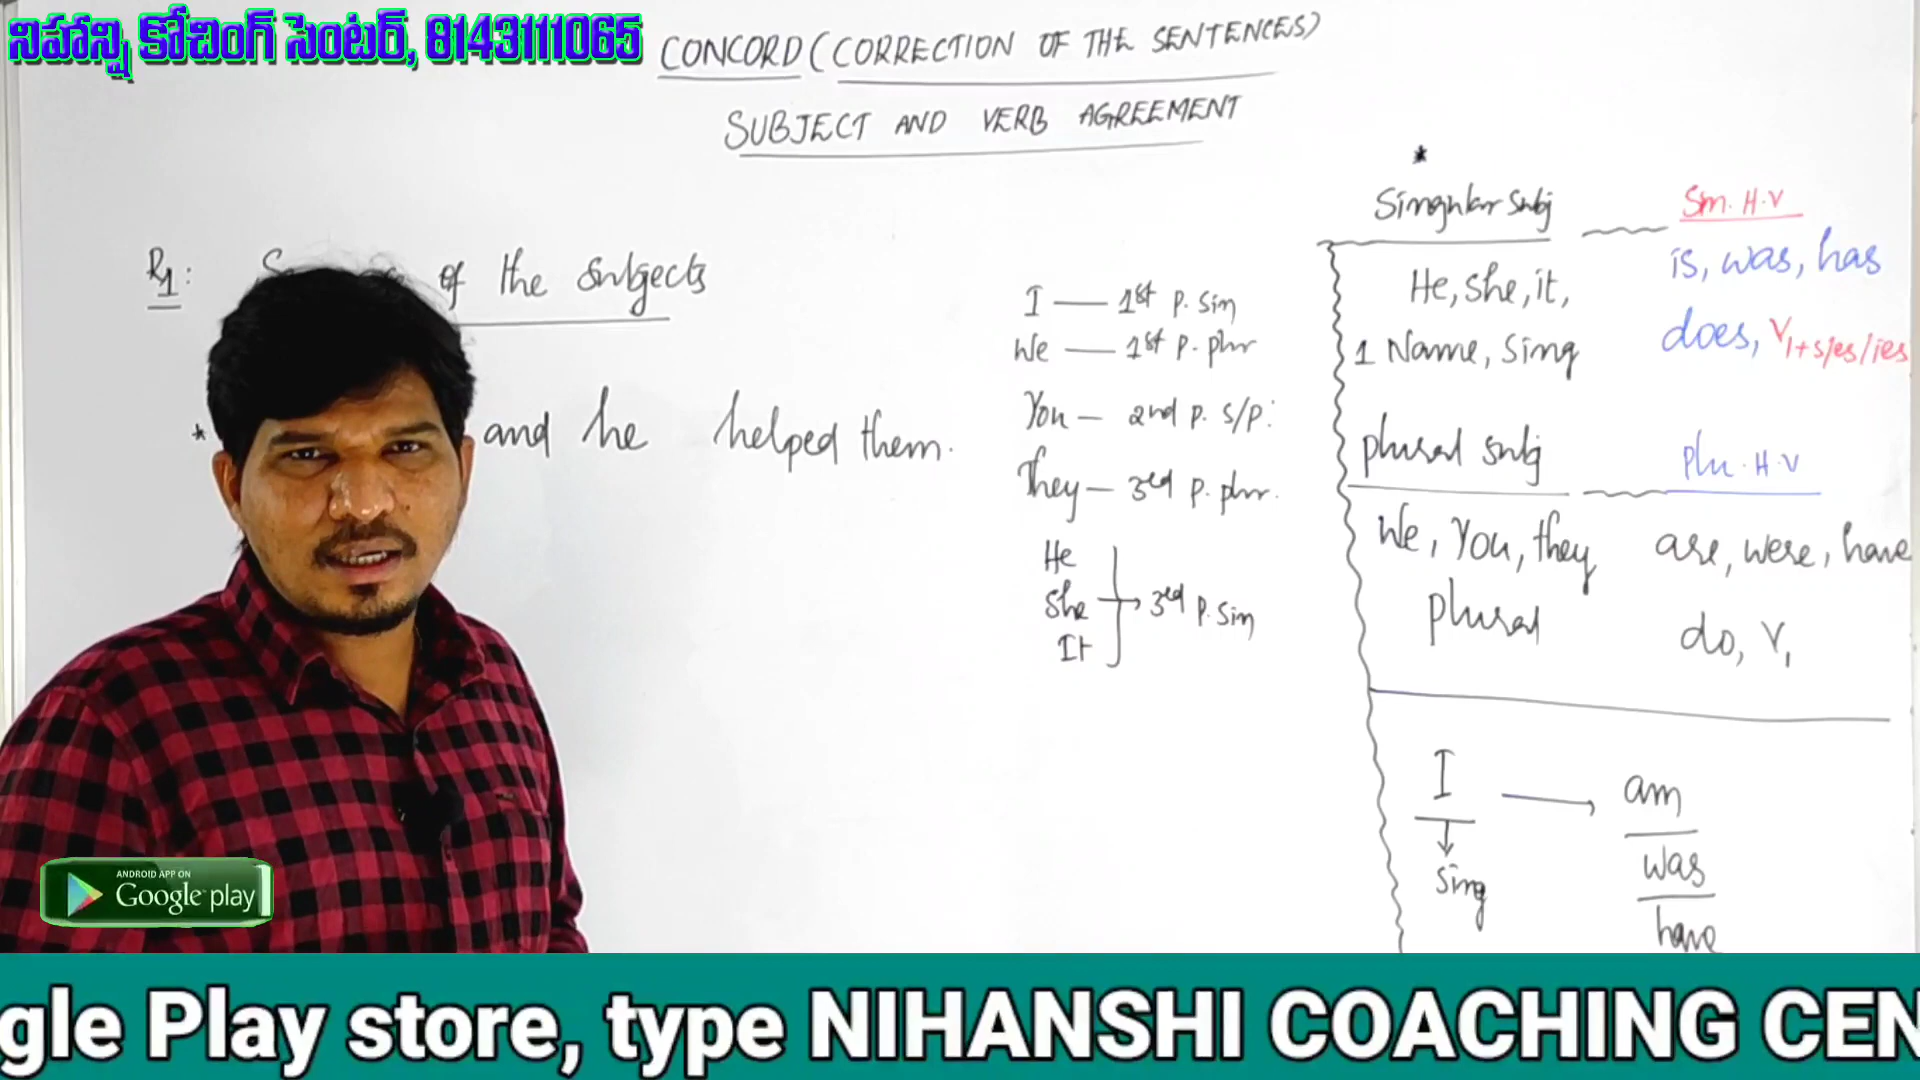 నిహాన్షి కోచింగ్ సెంటర్, 8143111065
CONCORD (CORRECTION OF THE SENTENCES)
SUBJECT AND VERB AGREEMENT
R1: of the subjects
* and he helped them.
I — 1st p. Sin
We — 1st p. plur
You — 2nd p. s/p:
They — 3rd p. plur.
He
She
It
3rd p. Sin
*
Singular Subj
Sin. H.V
He, She, it,
1 Name, Sing
is, was, has
does, V1+s/es/ies
plural subj
Plu. H.V
We, You, they
plural
are, were, have
do, V1
I → am
Sing
was
have
ANDROID APP ON
Google play
gle Play store, type NIHANSHI COACHING CEN